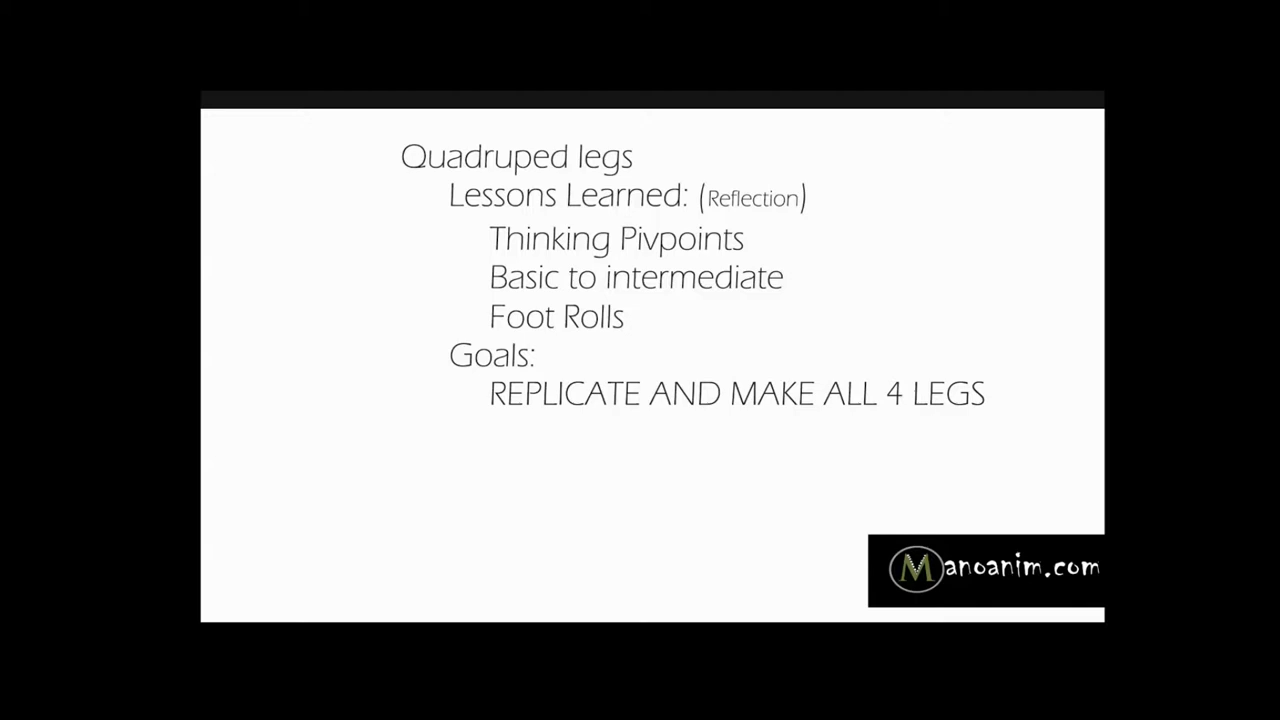 Quadruped legs
Lessons Learned: (Reflection)
Thinking Pivpoints
Basic to intermediate
Foot Rolls
Goals:
REPLICATE AND MAKE ALL 4 LEGS
Manoanim.com